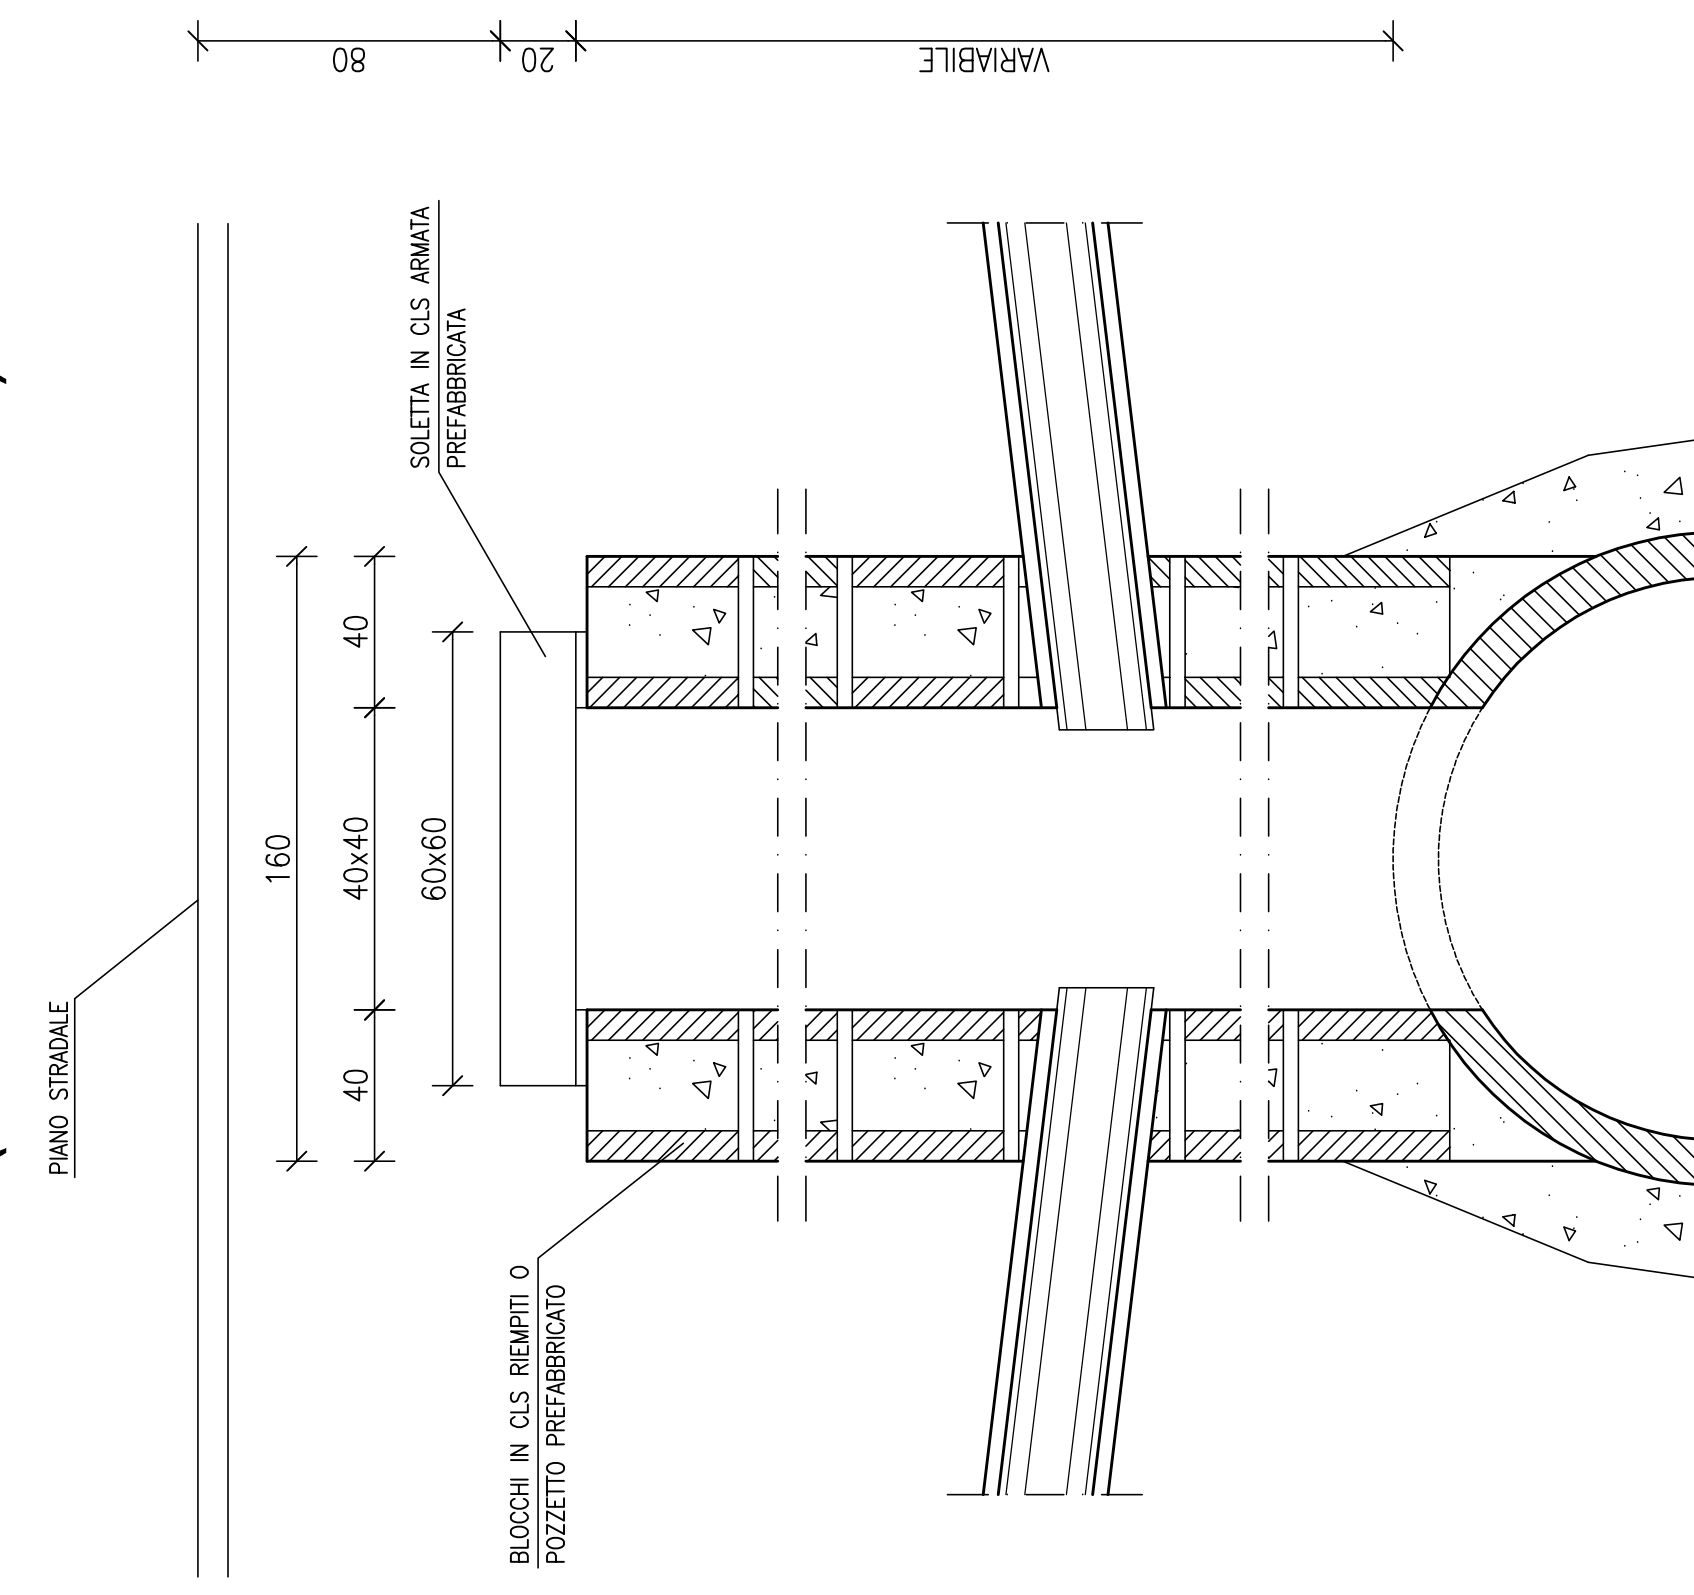 PIANO STRADALE
160
40
40x40
40
60x60
SOLETTA IN CLS ARMATA
PREFABBRICATA
BLOCCHI IN CLS RIEMPITI O
POZZETTO PREFABBRICATO
80
20
VARIABILE